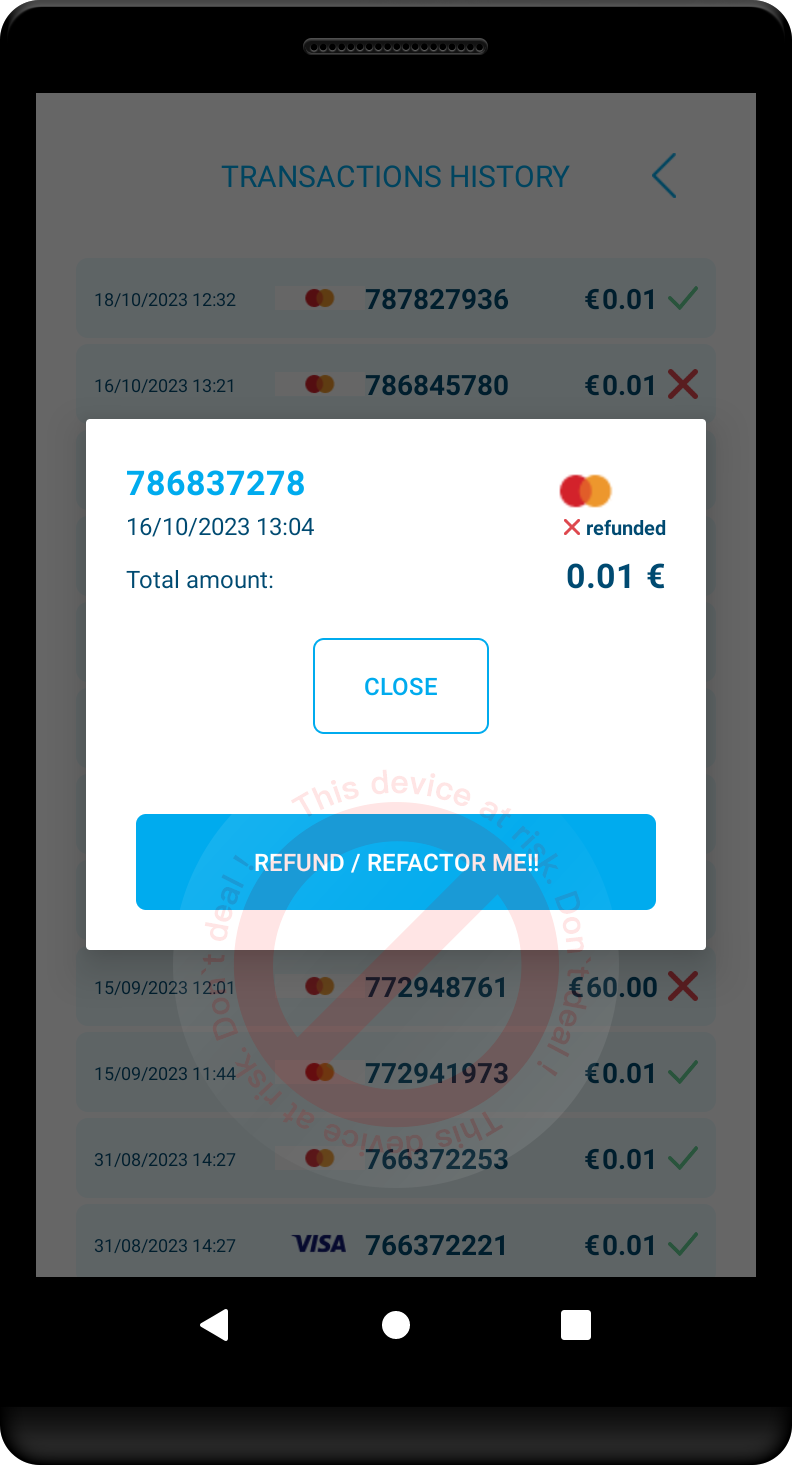 TRANSACTIONS HISTORY
18/10/2023 12:32 787827936 €0.01
16/10/2023 13:21 786845780 €0.01
786837278
16/10/2023 13:04
refunded
Total amount: 0.01 €
CLOSE
REFUND / REFACTOR ME!!
This device at risk. Don`t deal !
This device at risk. Don`t deal !
15/09/2023 12:01 772948761 €60.00
15/09/2023 11:44 772941973 €0.01
31/08/2023 14:27 766372253 €0.01
31/08/2023 14:27 VISA 766372221 €0.01